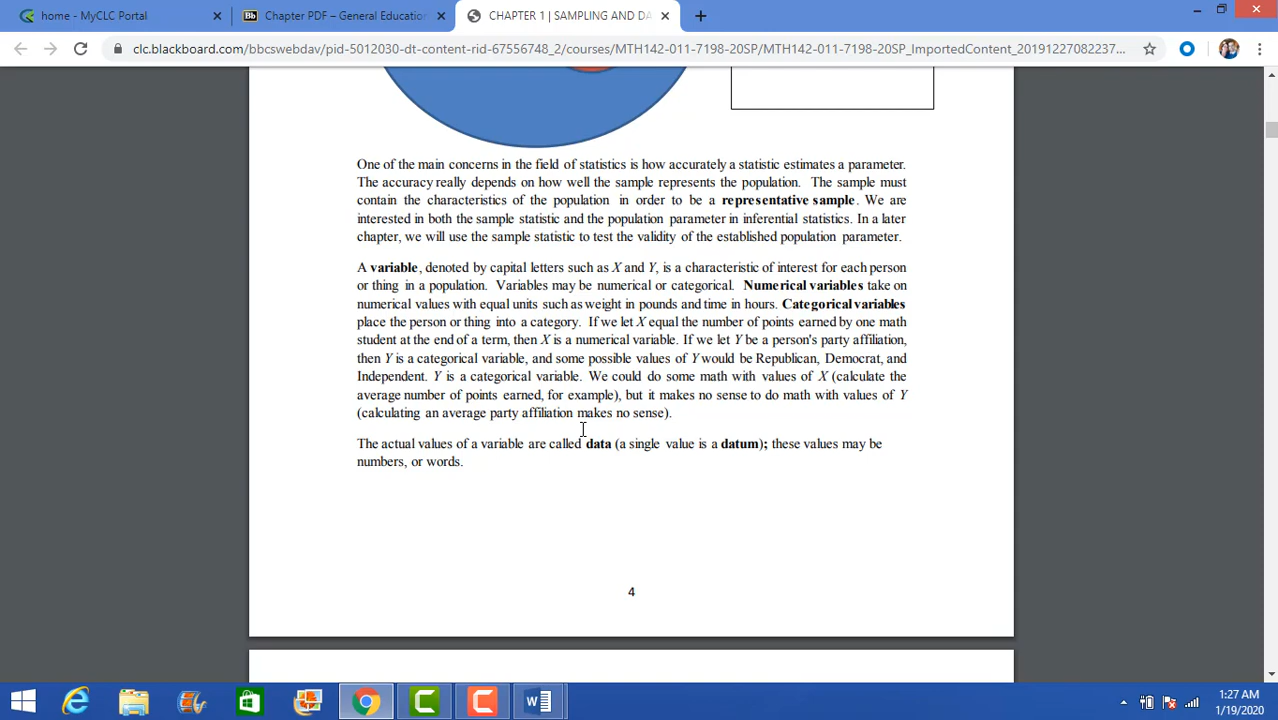 home - MyCLC Portal
Chapter PDF – General Education
CHAPTER 1 | SAMPLING AND DA
clc.blackboard.com/bbcswebdav/pid-5012030-dt-content-rid-67556748_2/courses/MTH142-011-7198-20SP/MTH142-011-7198-20SP_ImportedContent_20191227082237...
One of the main concerns in the field of statistics is how accurately a statistic estimates a parameter.
The accuracy really depends on how well the sample represents the population. The sample must
contain the characteristics of the population in order to be a representative sample. We are
interested in both the sample statistic and the population parameter in inferential statistics. In a later
chapter, we will use the sample statistic to test the validity of the established population parameter.
A variable, denoted by capital letters such as X and Y, is a characteristic of interest for each person
or thing in a population. Variables may be numerical or categorical. Numerical variables take on
numerical values with equal units such as weight in pounds and time in hours. Categorical variables
place the person or thing into a category. If we let X equal the number of points earned by one math
student at the end of a term, then X is a numerical variable. If we let Y be a person's party affiliation,
then Y is a categorical variable, and some possible values of Y would be Republican, Democrat, and
Independent. Y is a categorical variable. We could do some math with values of X (calculate the
average number of points earned, for example), but it makes no sense to do math with values of Y
(calculating an average party affiliation makes no sense).
The actual values of a variable are called data (a single value is a datum); these values may be
numbers, or words.
4
1:27 AM
1/19/2020